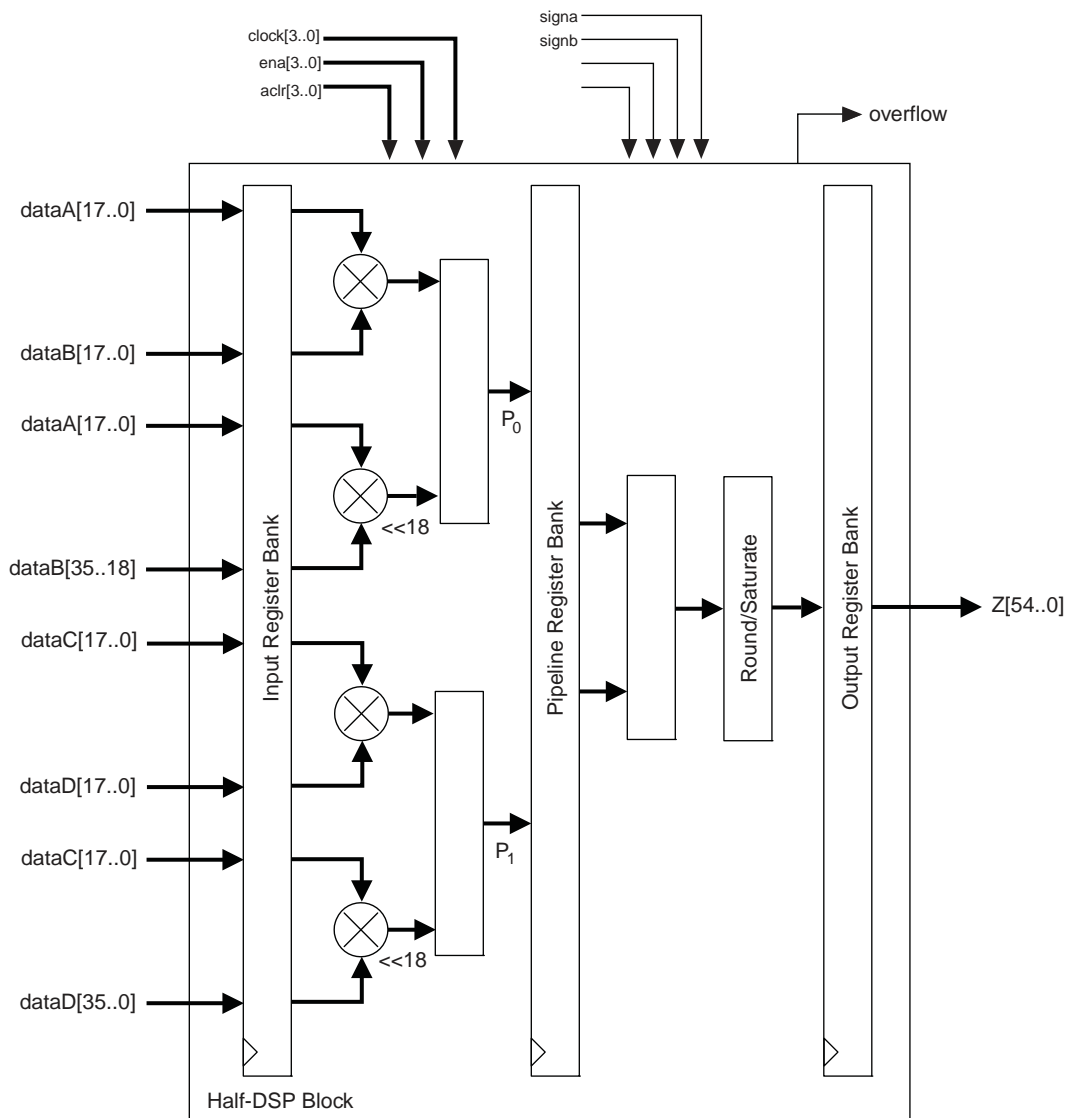 clock[3..0]
ena[3..0]
aclr[3..0]
signa
signb
overflow
dataA[17..0]
dataB[17..0]
dataA[17..0]
dataB[35..18]
dataC[17..0]
dataD[17..0]
dataC[17..0]
dataD[35..0]
Input Register Bank
<<18
<<18
P0
P1
Pipeline Register Bank
Round/Saturate
Output Register Bank
Z[54..0]
Half-DSP Block